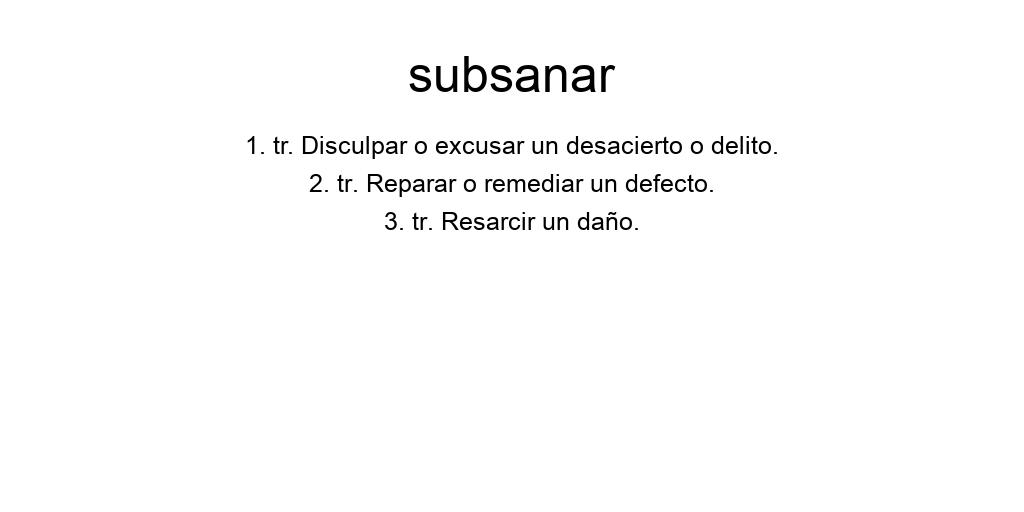 subsanar
1. tr. Disculpar o excusar un desacierto o delito.
2. tr. Reparar o remediar un defecto.
3. tr. Resarcir un daño.